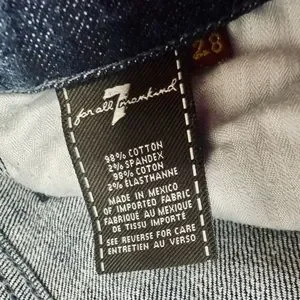 28
7
for all mankind
98% COTTON
2% SPANDEX
98% COTON
2% ELASTHANNE
MADE IN MEXICO
OF IMPORTED FABRIC
FABRIQUÉ AU MEXIQUE
DE TISSU IMPORTÉ
SEE REVERSE FOR CARE
ENTRETIEN AU VERSO